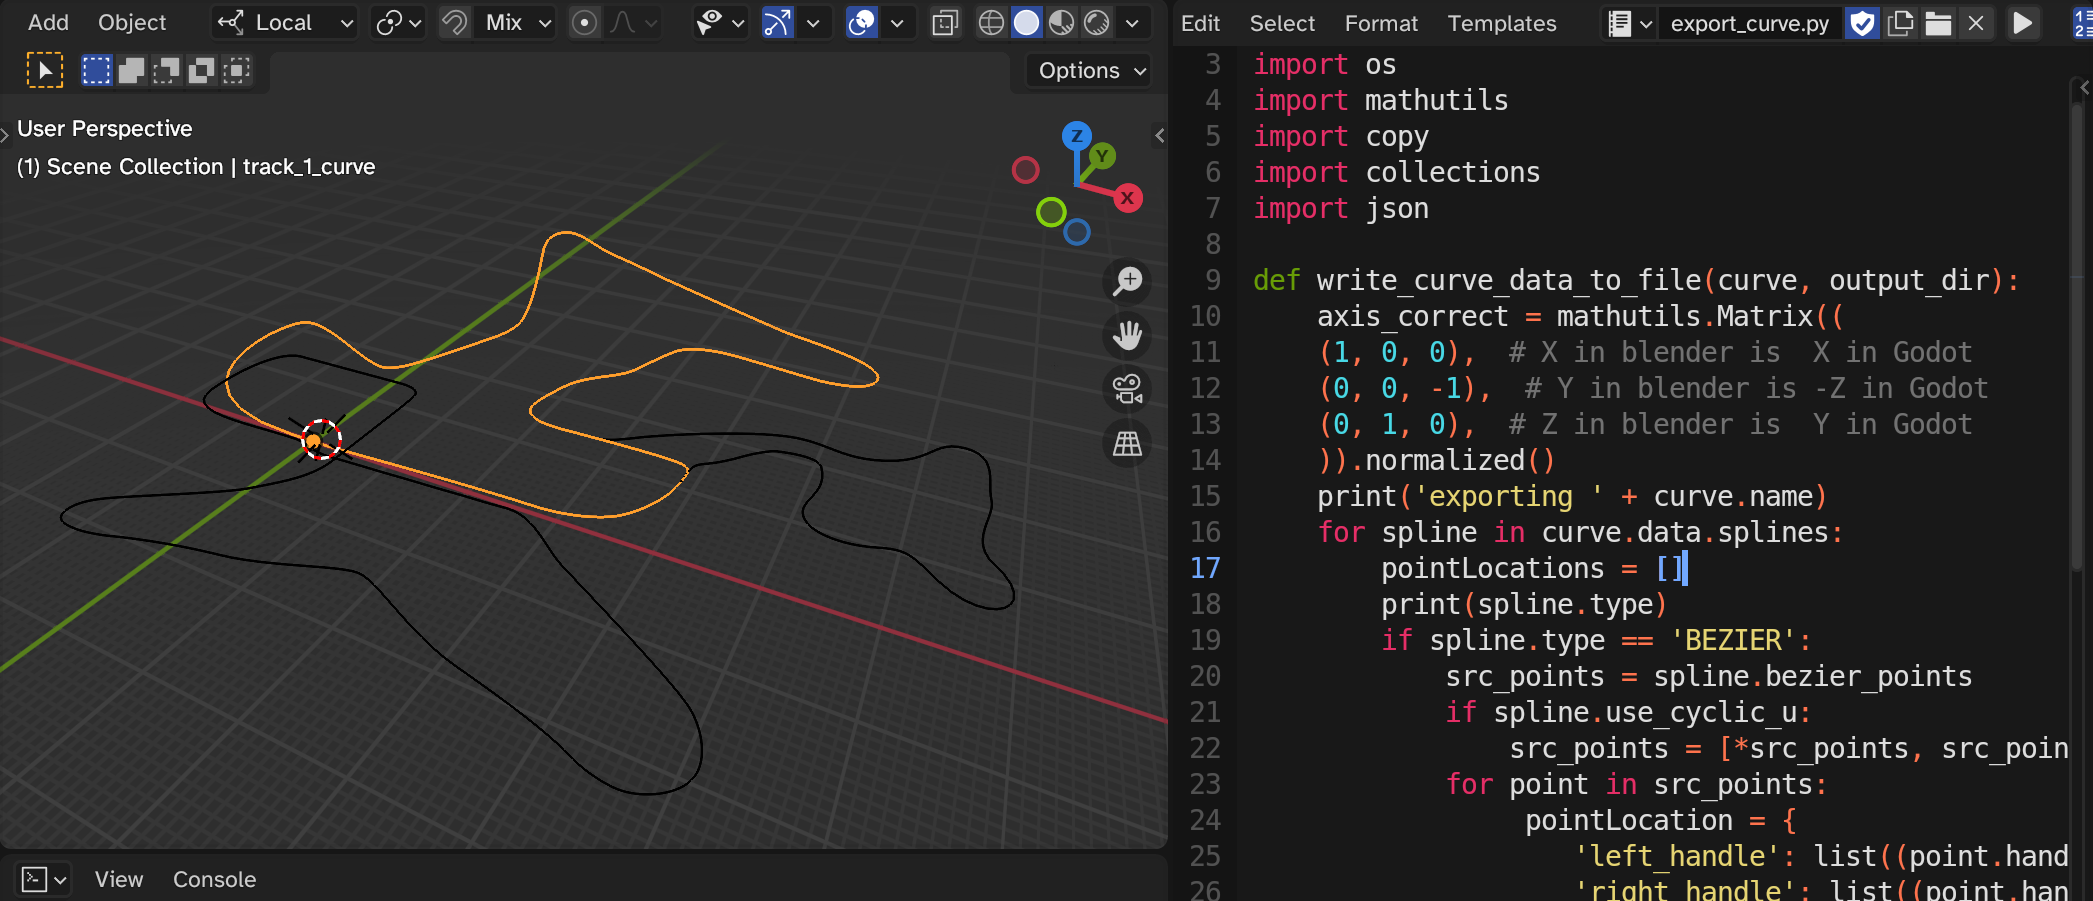 Add Object Local Mix
Options
User Perspective
(1) Scene Collection | track_1_curve
Z
Y
X
View Console
Edit Select Format Templates export_curve.py
3 import os
4 import mathutils
5 import copy
6 import collections
7 import json
8
9 def write_curve_data_to_file(curve, output_dir):
10 axis_correct = mathutils.Matrix((
11 (1, 0, 0),  # X in blender is  X in Godot
12 (0, 0, -1),  # Y in blender is -Z in Godot
13 (0, 1, 0),  # Z in blender is  Y in Godot
14 )).normalized()
15 print('exporting ' + curve.name)
16 for spline in curve.data.splines:
17 pointLocations = []
18 print(spline.type)
19 if spline.type == 'BEZIER':
20 src_points = spline.bezier_points
21 if spline.use_cyclic_u:
22 src_points = [*src_points, src_poin
23 for point in src_points:
24 pointLocation = {
25 'left_handle': list((point.hand
26 'right_handle': list((point.han